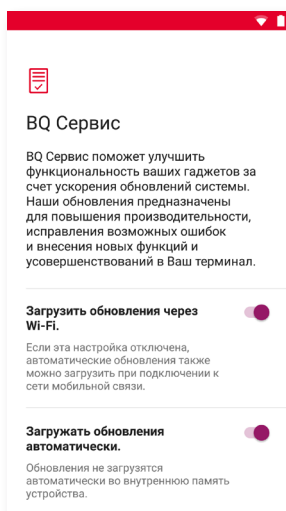 BQ Сервис
BQ Сервис поможет улучшить
функциональность ваших гаджетов за
счет ускорения обновлений системы.
Наши обновления предназначены
для повышения производительности,
исправления возможных ошибок
и внесения новых функций и
усовершенствований в Ваш терминал.
Загрузить обновления через
Wi-Fi.
Если эта настройка отключена,
автоматические обновления также
можно загрузить при подключении к
сети мобильной связи.
Загружать обновления
автоматически.
Обновления не загрузятся
автоматически во внутреннюю память
устройства.